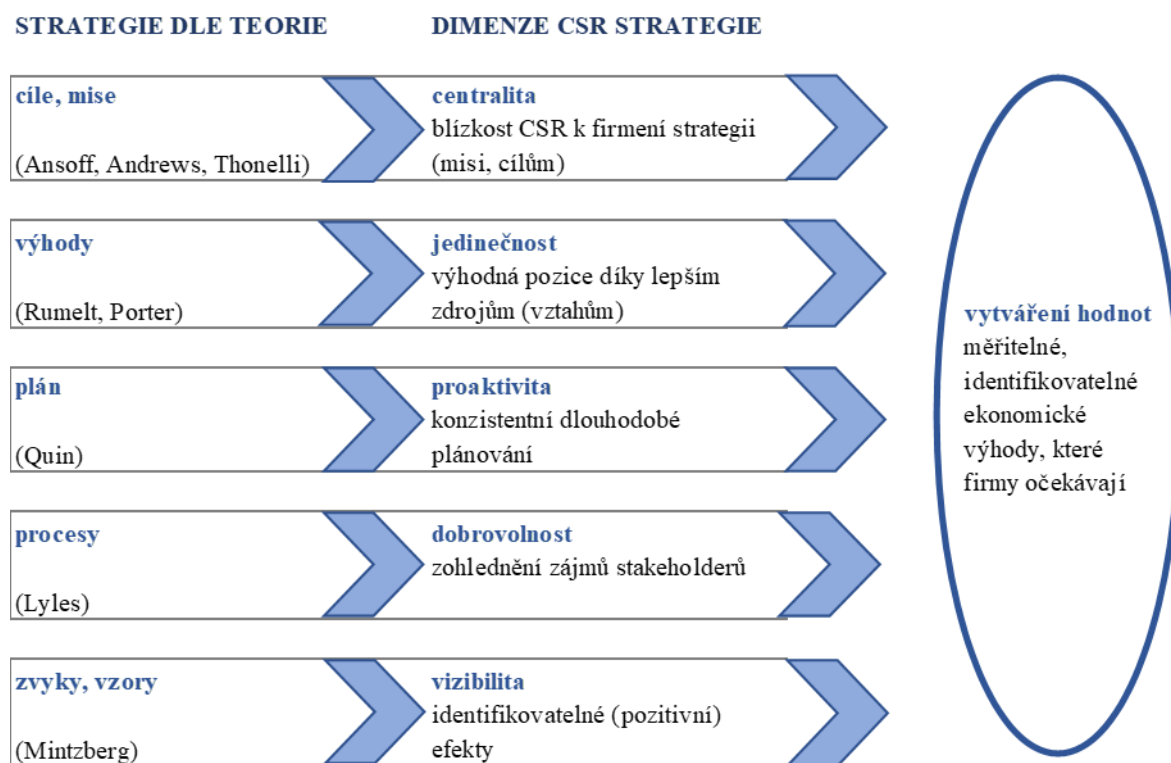 STRATEGIE DLE TEORIE
DIMENZE CSR STRATEGIE
cíle, mise
(Ansoff, Andrews, Thonelli)
centralita
blízkost CSR k firmení strategii
(misi, cílům)
výhody
(Rumelt, Porter)
jedinečnost
výhodná pozice díky lepším
zdrojům (vztahům)
plán
(Quin)
proaktivita
konzistentní dlouhodobé
plánování
procesy
(Lyles)
dobrovolnost
zohlednění zájmů stakeholderů
zvyky, vzory
(Mintzberg)
vizibilita
identifikovatelné (pozitivní)
efekty
vytváření hodnot
měřitelné,
identifikovatelné
ekonomické
výhody, které
firmy očekávají